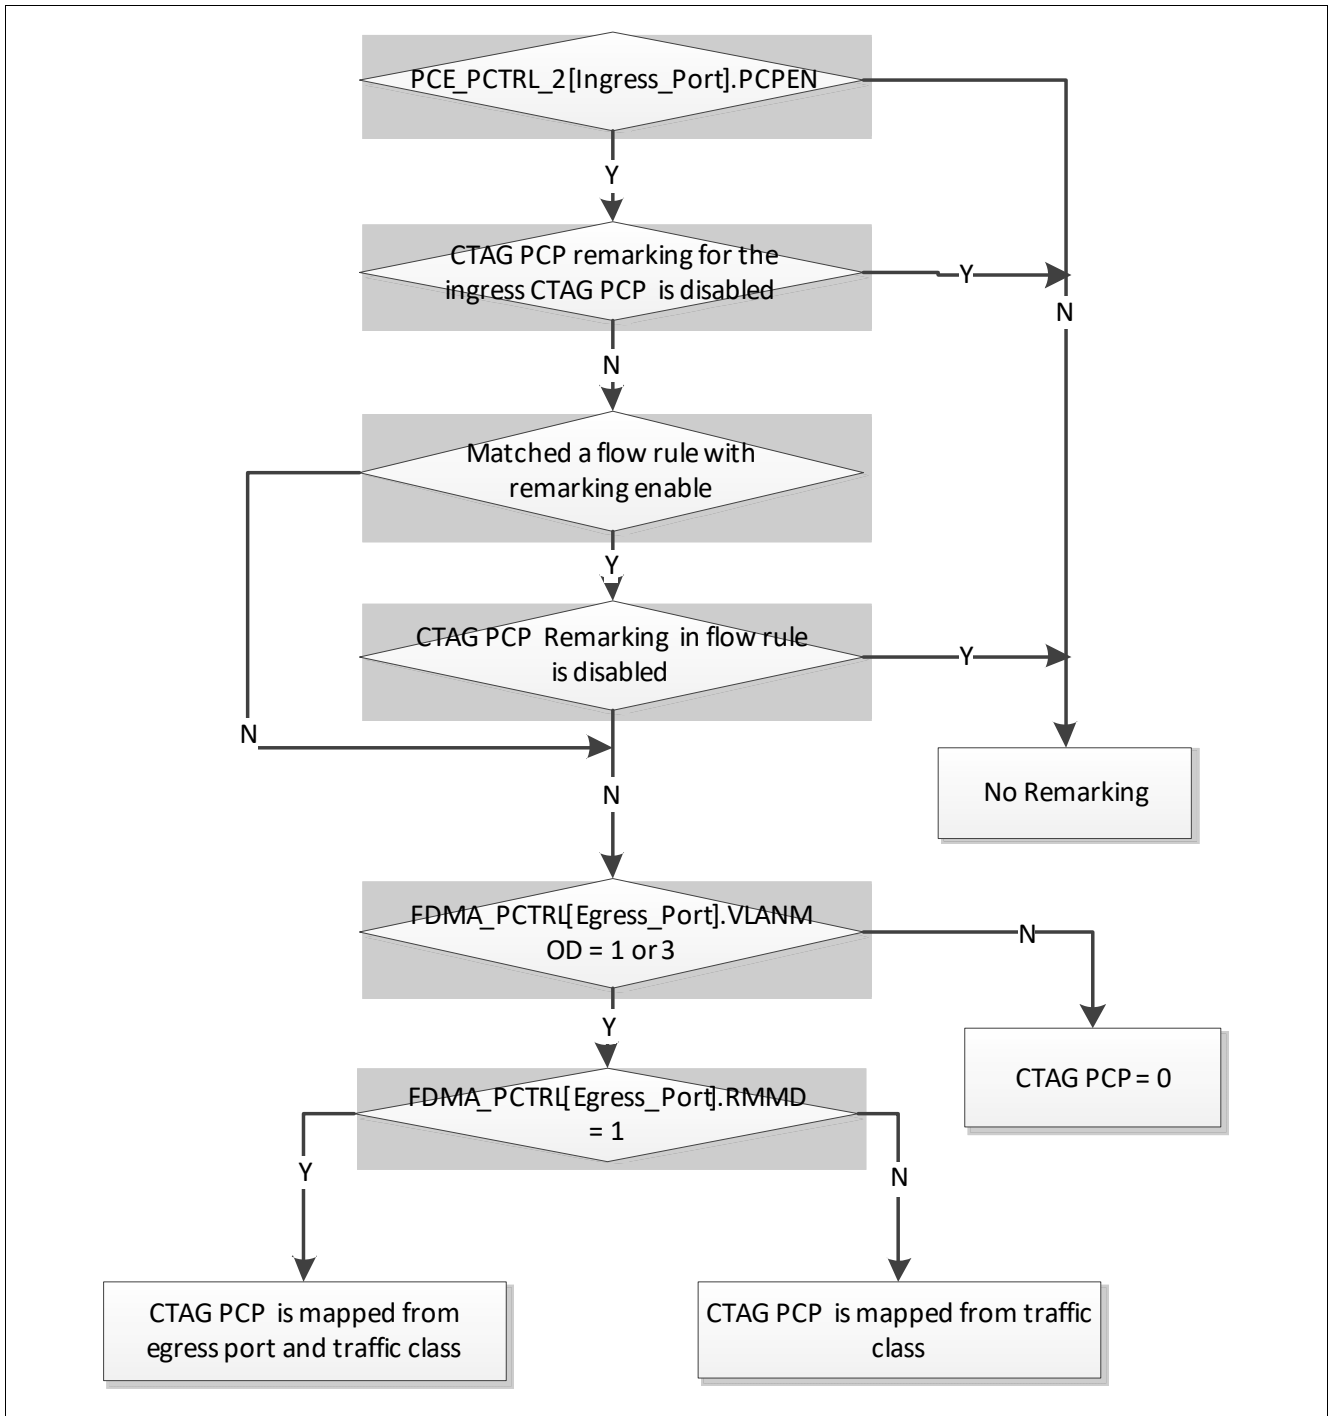 PCE_PCTRL_2[Ingress_Port].PCPEN
Y
CTAG PCP remarking for the
ingress CTAG PCP is disabled
Y
N
N
Matched a flow rule with
remarking enable
Y
CTAG PCP Remarking in flow rule
is disabled
Y
N
N
No Remarking
FDMA_PCTRL[Egress_Port].VLANM
OD = 1 or 3
N
Y
CTAG PCP = 0
FDMA_PCTRL[Egress_Port].RMMD
= 1
Y
N
CTAG PCP is mapped from
egress port and traffic class
CTAG PCP is mapped from traffic
class